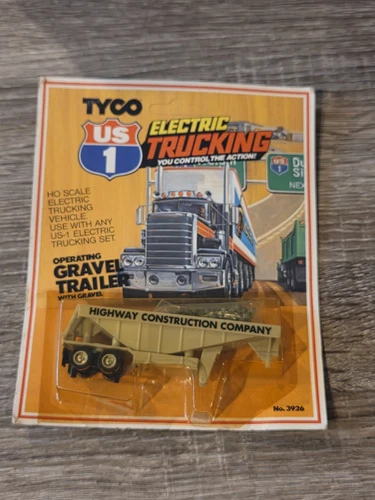 TYCO
US
1
ELECTRIC
TRUCKING
YOU CONTROL THE ACTION!
HO SCALE
ELECTRIC
TRUCKING
VEHICLE.
USE WITH ANY
US-1 ELECTRIC
TRUCKING SET.
OPERATING
GRAVEL
TRAILER
WITH GRAVEL
HIGHWAY CONSTRUCTION COMPANY
No. 3926